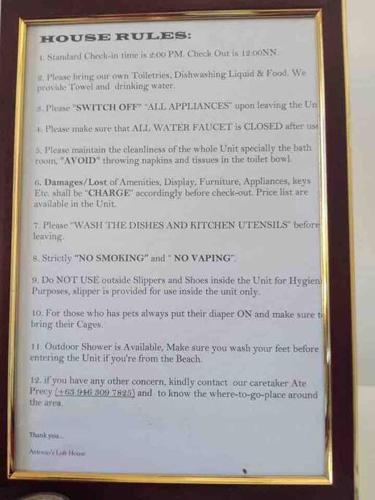 HOUSE RULES:
1. Standard Check-in time is 2:00 PM. Check Out is 12:00NN.
2. Please bring our own Toiletries, Dishwashing Liquid & Food. We
provide Towel and drinking water.
3. Please "SWITCH OFF" "ALL APPLIANCES" upon leaving the Un
4. Please make sure that ALL WATER FAUCET is CLOSED after use
5. Please maintain the cleanliness of the whole Unit specially the bath
room, "AVOID" throwing napkins and tissues in the toilet bowl.
6. Damages/Lost of Amenities, Display, Furniture, Appliances, keys
Etc. shall be "CHARGE" accordingly before check-out. Price list are
available in the Unit.
7. Please "WASH THE DISHES AND KITCHEN UTENSILS" before
leaving.
8. Strictly "NO SMOKING" and " NO VAPING".
9. Do NOT USE outside Slippers and Shoes inside the Unit for Hygien
Purposes, slipper is provided for use inside the unit only.
10. For those who has pets always put their diaper ON and make sure to
bring their Cages.
11. Outdoor Shower is Available, Make sure you wash your feet before
entering the Unit if you're from the Beach.
12. if you have any other concern, kindly contact our caretaker Ate
Precy (+63 946 309 7825) and to know the where-to-go-place around
the area.
Thank you...
Antonio's Loft House